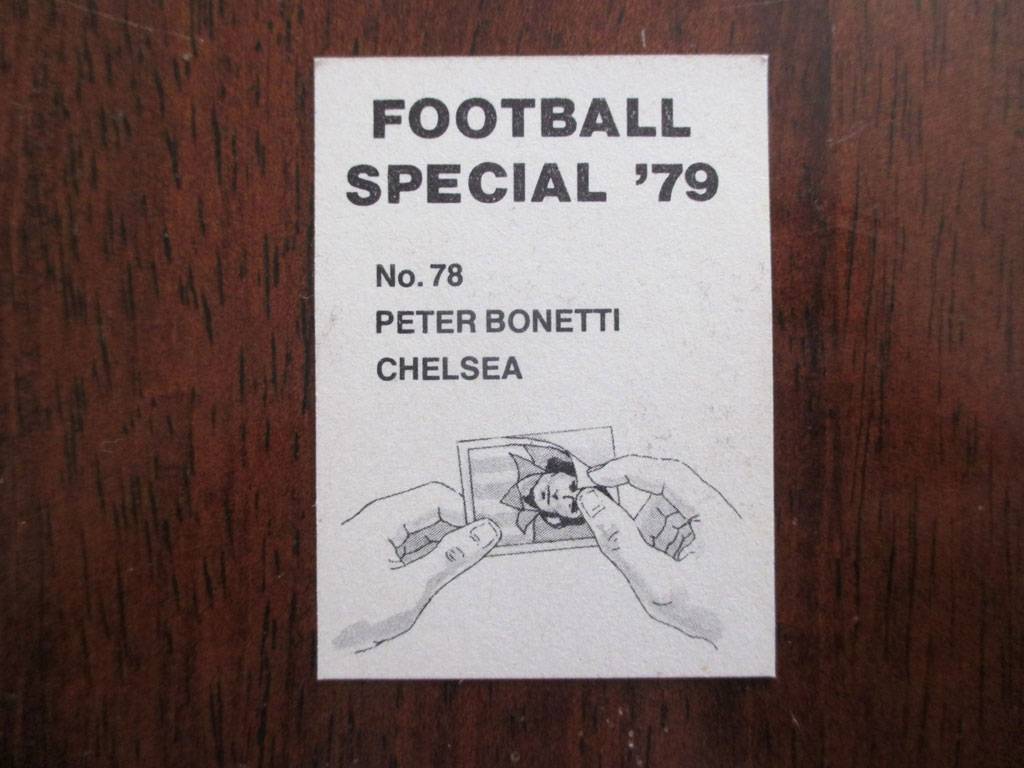 FOOTBALL
SPECIAL ’79
No. 78
PETER BONETTI
CHELSEA